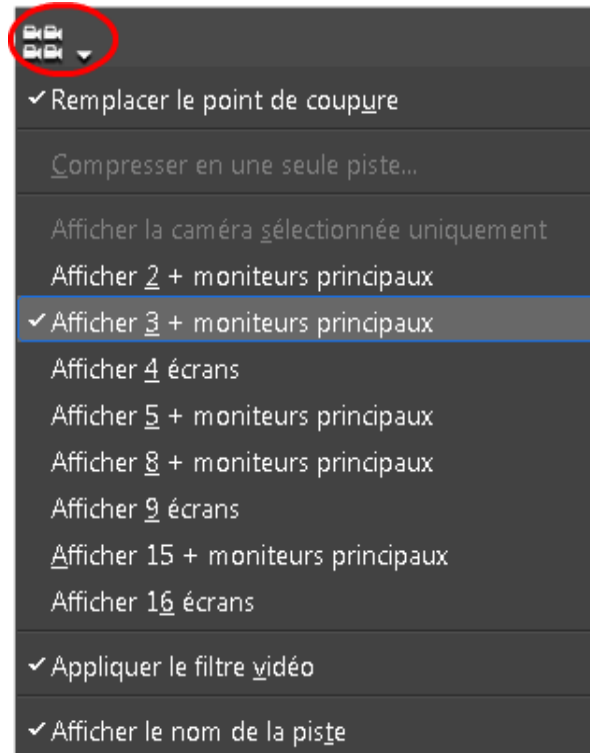 Remplacer le point de coupure
Compresser en une seule piste...
Afficher la caméra sélectionnée uniquement
Afficher 2 + moniteurs principaux
Afficher 3 + moniteurs principaux
Afficher 4 écrans
Afficher 5 + moniteurs principaux
Afficher 8 + moniteurs principaux
Afficher 9 écrans
Afficher 15 + moniteurs principaux
Afficher 16 écrans
Appliquer le filtre vidéo
Afficher le nom de la piste